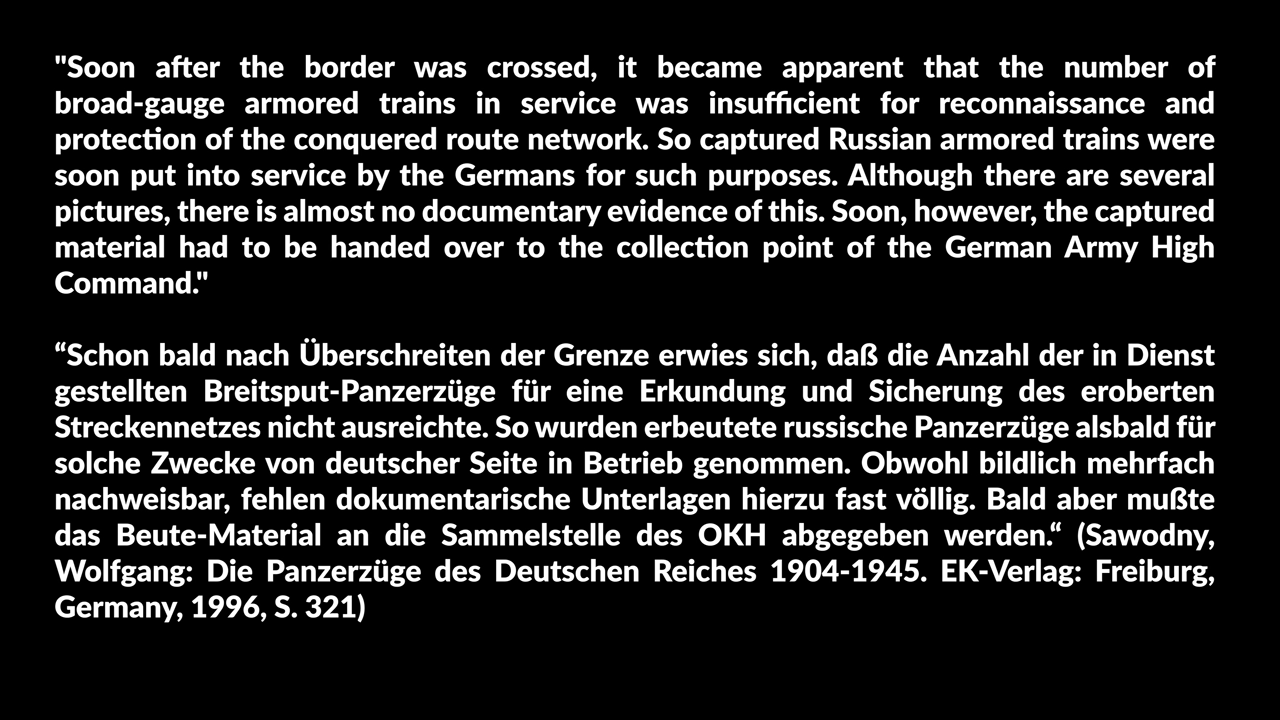 "Soon after the border was crossed, it became apparent that the number of
broad-gauge armored trains in service was insufficient for reconnaissance and
protection of the conquered route network. So captured Russian armored trains were
soon put into service by the Germans for such purposes. Although there are several
pictures, there is almost no documentary evidence of this. Soon, however, the captured
material had to be handed over to the collection point of the German Army High
Command."
“Schon bald nach Überschreiten der Grenze erwies sich, daß die Anzahl der in Dienst
gestellten Breitsput-Panzerzüge für eine Erkundung und Sicherung des eroberten
Streckennetzes nicht ausreichte. So wurden erbeutete russische Panzerzüge alsbald für
solche Zwecke von deutscher Seite in Betrieb genommen. Obwohl bildlich mehrfach
nachweisbar, fehlen dokumentarische Unterlagen hierzu fast völlig. Bald aber mußte
das Beute-Material an die Sammelstelle des OKH abgegeben werden.“ (Sawodny,
Wolfgang: Die Panzerzüge des Deutschen Reiches 1904-1945. EK-Verlag: Freiburg,
Germany, 1996, S. 321)